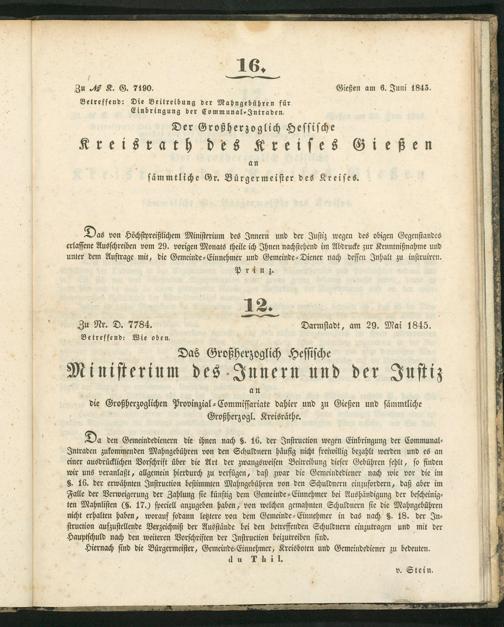 16.
Zu № K. G. 7190. Gießen am 6. Juni 1845.
Betreffend: Die Beitreibung der Mahngebühren für
Einbringung der Communal-Intraden.
Der Großherzoglich Hessische
Kreisrath des Kreises Gießen
an
sämmtliche Gr. Bürgermeister des Kreises.
Das von Höchstpreißlichem Ministerium des Innern und der Justiz wegen des obigen Gegenstandes
erlassene Ausschreiben vom 29. vorigen Monats theile ich Ihnen nachstehend im Abdrucke zur Kenntnißnahme und
unter dem Auftrage mit, die Gemeinde-Einnehmer und Gemeinde-Diener nach dessen Inhalt zu instruiren.
Prinz.
12.
Zu Nr. D. 7784. Darmstadt, am 29. Mai 1845.
Betreffend: Wie oben.
Das Großherzoglich Hessische
Ministerium des Innern und der Justiz
an
die Großherzoglichen Provinzial-Commissariate dahier und zu Gießen und sämmtliche
Großherzogl. Kreisräthe.
Da den Gemeindedienern die ihnen nach §. 16. der Instruction wegen Einbringung der Communal-
Intraden zukommenden Mahngebühren von den Schuldnern häufig nicht freiwillig bezahlt werden und es an
einer ausdrücklichen Vorschrift über die Art der zwangsweisen Beitreibung dieser Gebühren fehlt, so finden
wir uns veranlaßt, allgemein hierdurch zu verfügen, daß zwar die Gemeindediener nach wie vor die im
§. 16. der erwähnten Instruction bestimmten Mahngebühren von den Schuldnern einzufordern, daß aber im
Falle der Verweigerung der Zahlung sie künftig dem Gemeinde-Einnehmer bei Aushändigung der bescheinig-
ten Mahnlisten (§. 17.) speciell anzugeben haben, von welchen gemahnten Schuldnern sie die Mahngebühren
nicht erhalten haben, worauf sodann letztere von dem Gemeinde-Einnehmer in das nach §. 18. der In-
struction aufzustellende Verzeichniß der Ausstände bei den betreffenden Schuldnern einzutragen und mit der
Hauptschuld nach den weiteren Vorschriften der Instruction beizutreiben sind.
Hiernach sind die Bürgermeister, Gemeinde-Einnehmer, Kreisboten und Gemeindediener zu bedeuten.
du Thil.
v. Stein.